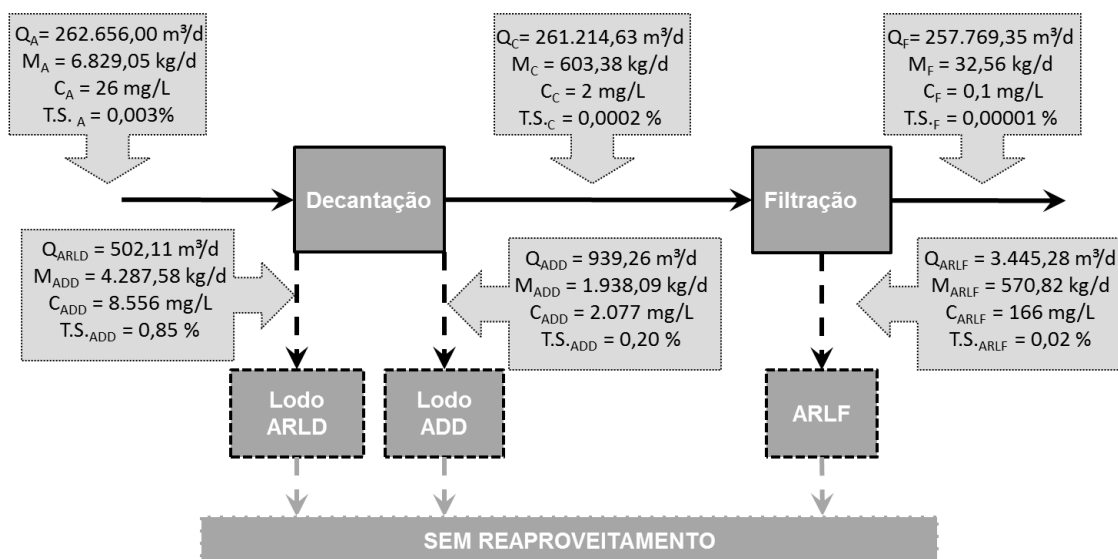 Q_A= 262.656,00 m³/d
M_A = 6.829,05 kg/d
C_A = 26 mg/L
T.S. _A = 0,003%
Q_C= 261.214,63 m³/d
M_C = 603,38 kg/d
C_C = 2 mg/L
T.S._C = 0,0002 %
Q_F= 257.769,35 m³/d
M_F = 32,56 kg/d
C_F = 0,1 mg/L
T.S._F = 0,00001 %
Decantação
Filtração
Q_ARLD = 502,11 m³/d
M_ADD = 4.287,58 kg/d
C_ADD = 8.556 mg/L
T.S._ADD = 0,85 %
Q_ADD = 939,26 m³/d
M_ADD = 1.938,09 kg/d
C_ADD = 2.077 mg/L
T.S._ADD = 0,20 %
Q_ARLF = 3.445,28 m³/d
M_ARLF = 570,82 kg/d
C_ARLF = 166 mg/L
T.S._ARLF = 0,02 %
Lodo
ARLD
Lodo
ADD
ARLF
SEM REAPROVEITAMENTO